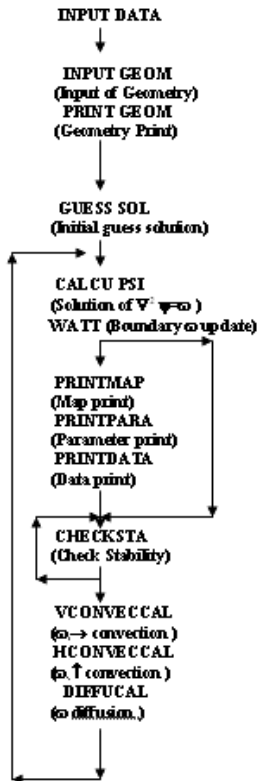 INPUT DATA
INPUT GEOM
(Input of Geometry)
PRINT GEOM
(Geometry Print)
GUESS SOL
(Initial guess solution)
CALCU PSI
(Solution of ∇² ψ=ω )
WATT (Boundary ω update)
PRINTMAP
(Map print)
PRINTPARA
(Parameter print)
PRINTDATA
(Data print)
CHECKSTA
(Check Stability)
VCONVECCAL
(ω,→ convection )
HCONVECCAL
(ω,↑ convection )
DIFFUCAL
(ω diffusion )